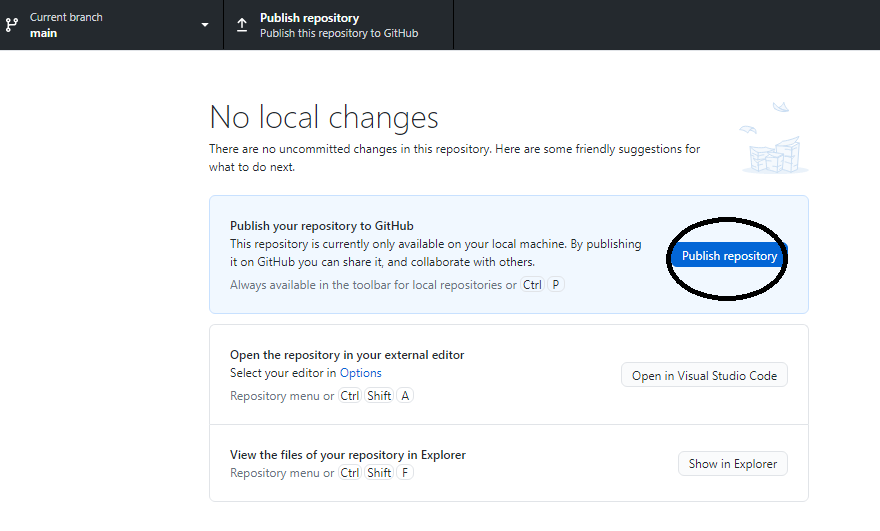 Current branch
main
Publish repository
Publish this repository to GitHub
No local changes
There are no uncommitted changes in this repository. Here are some friendly suggestions for
what to do next.
Publish your repository to GitHub
This repository is currently only available on your local machine. By publishing
it on GitHub you can share it, and collaborate with others.
Always available in the toolbar for local repositories or Ctrl P
Publish repository
Open the repository in your external editor
Select your editor in Options
Repository menu or Ctrl Shift A
Open in Visual Studio Code
View the files of your repository in Explorer
Repository menu or Ctrl Shift F
Show in Explorer